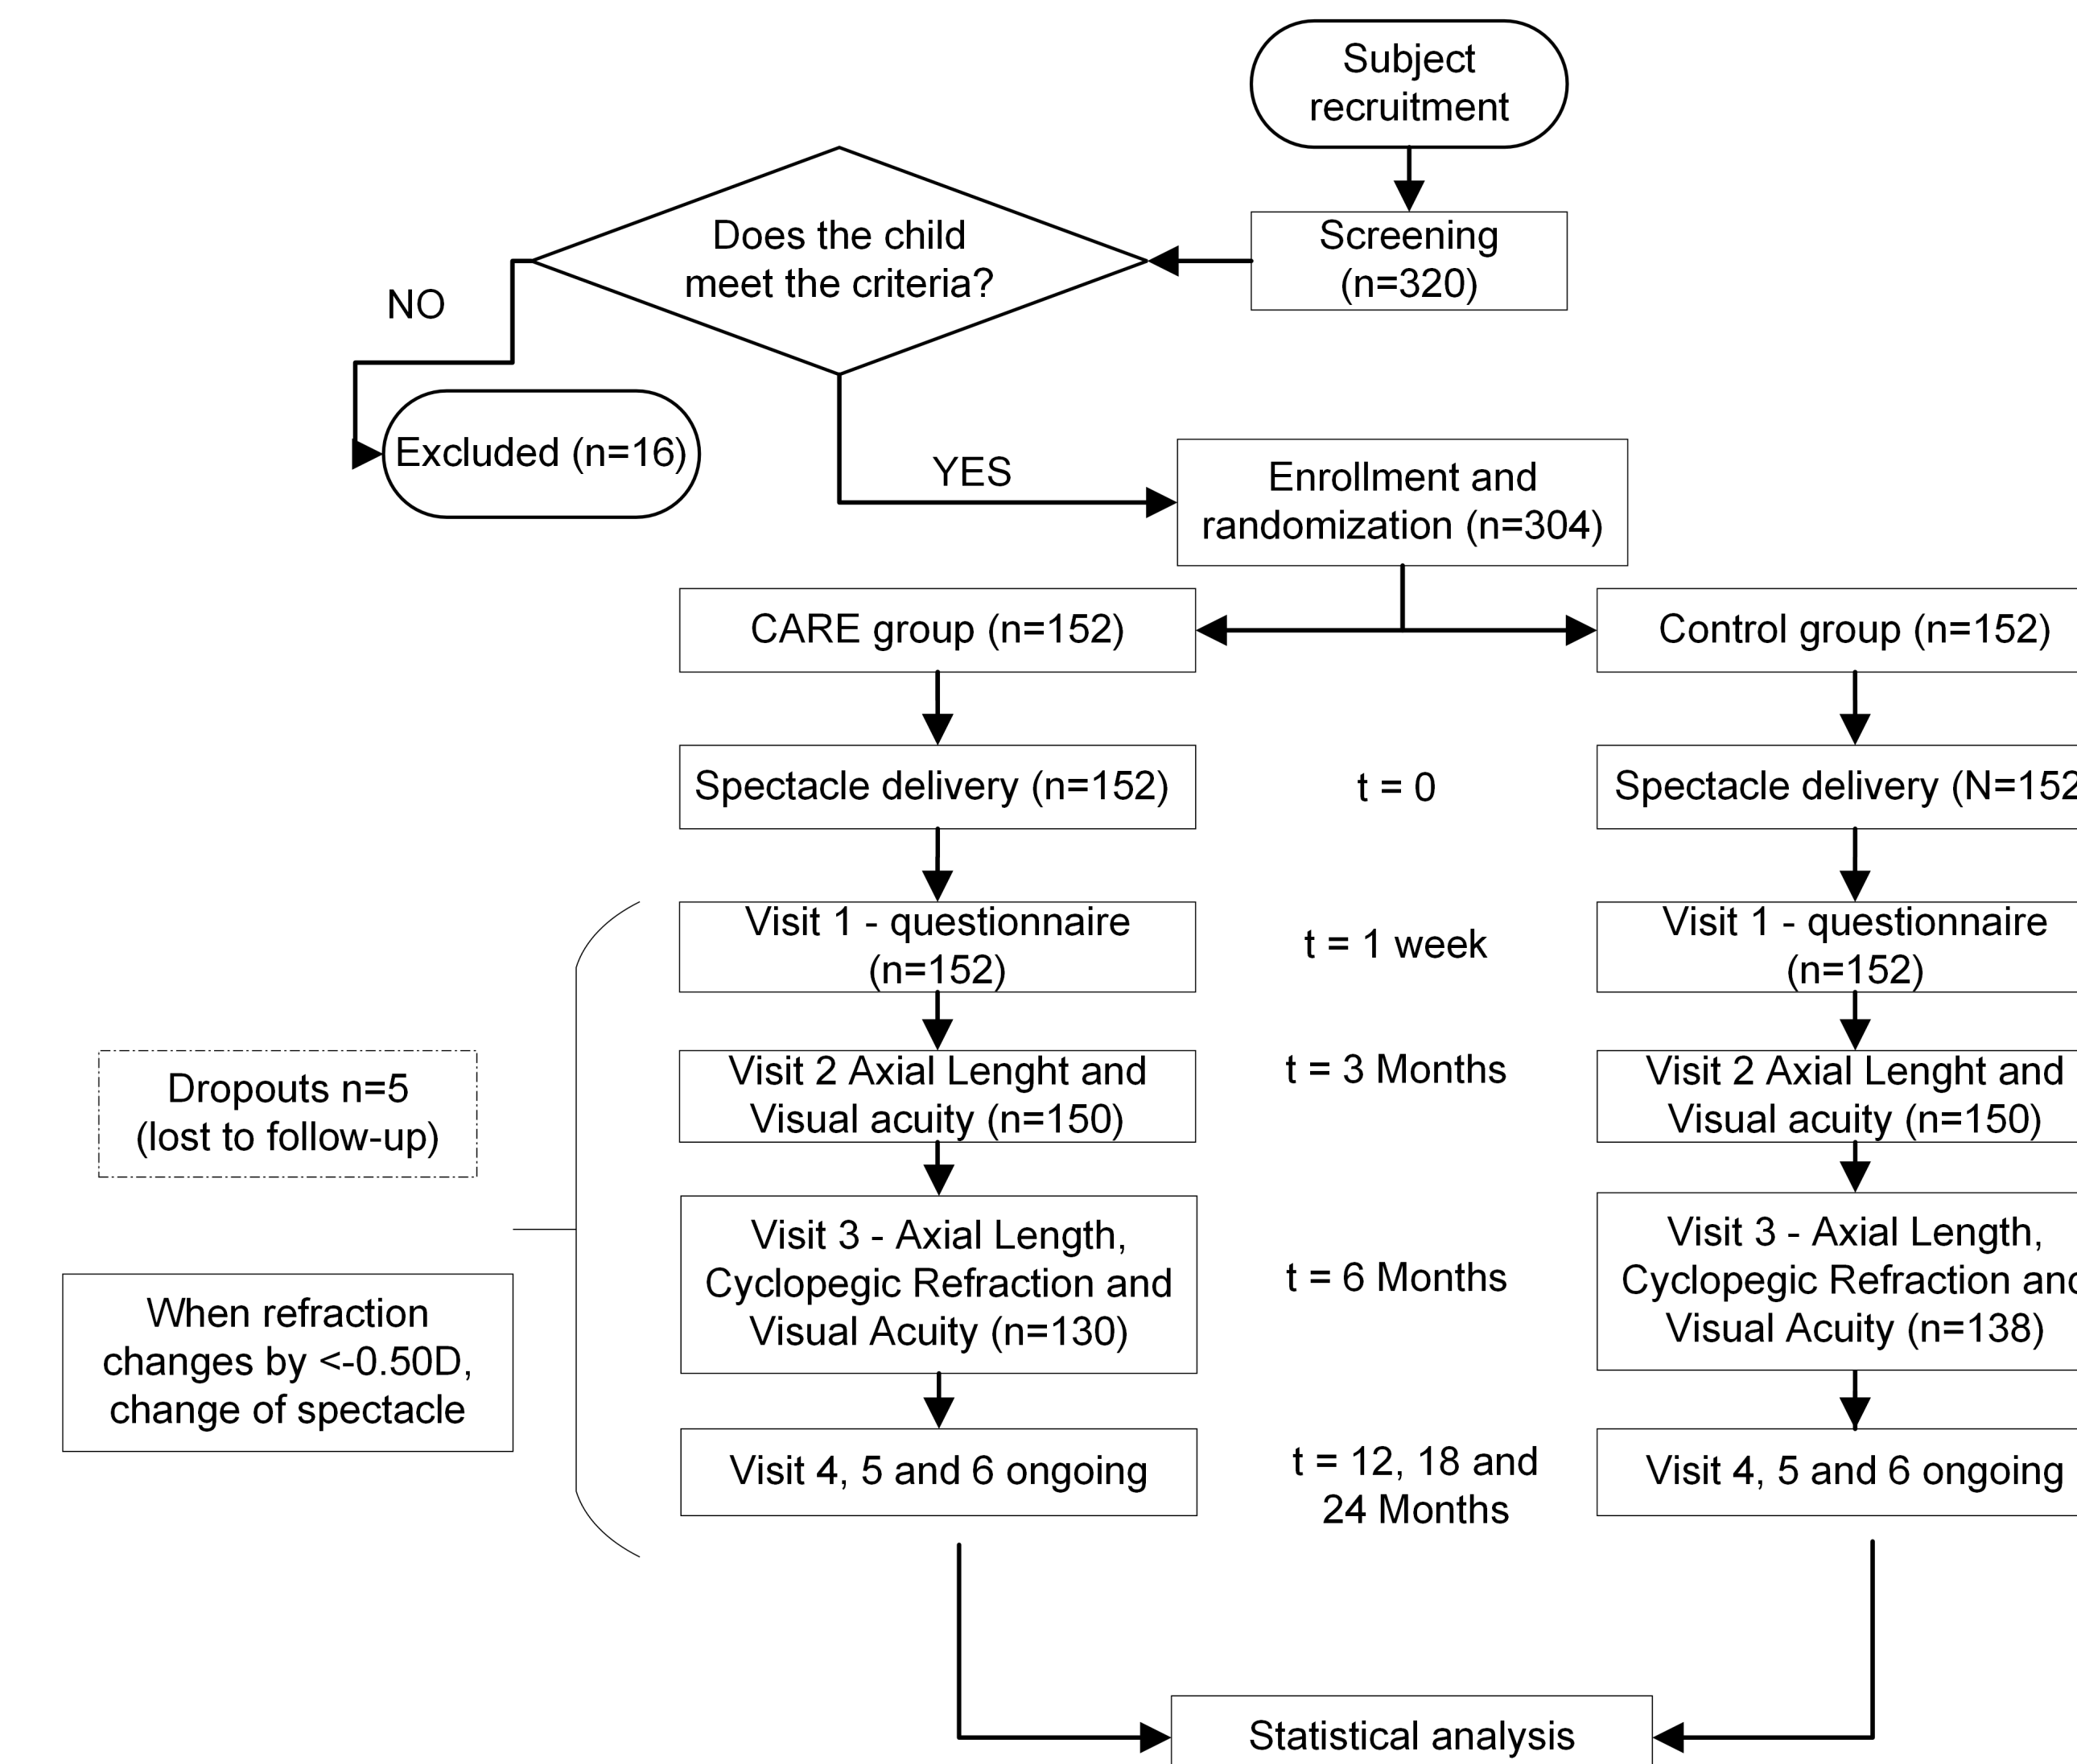 Subject
recruitment
Screening
(n=320)
Does the child
meet the criteria?
NO
Excluded (n=16)
YES
Enrollment and
randomization (n=304)
CARE group (n=152)
Control group (n=152)
Spectacle delivery (n=152)
t = 0
Spectacle delivery (N=152
Visit 1 - questionnaire
(n=152)
t = 1 week
Visit 1 - questionnaire
(n=152)
Dropouts n=5
(lost to follow-up)
Visit 2 Axial Lenght and
Visual acuity (n=150)
t = 3 Months
Visit 2 Axial Lenght and
Visual acuity (n=150)
When refraction
changes by <-0.50D,
change of spectacle
Visit 3 - Axial Length,
Cyclopegic Refraction and
Visual Acuity (n=130)
t = 6 Months
Visit 3 - Axial Length,
Cyclopegic Refraction and
Visual Acuity (n=138)
Visit 4, 5 and 6 ongoing
t = 12, 18 and
24 Months
Visit 4, 5 and 6 ongoing
Statistical analysis